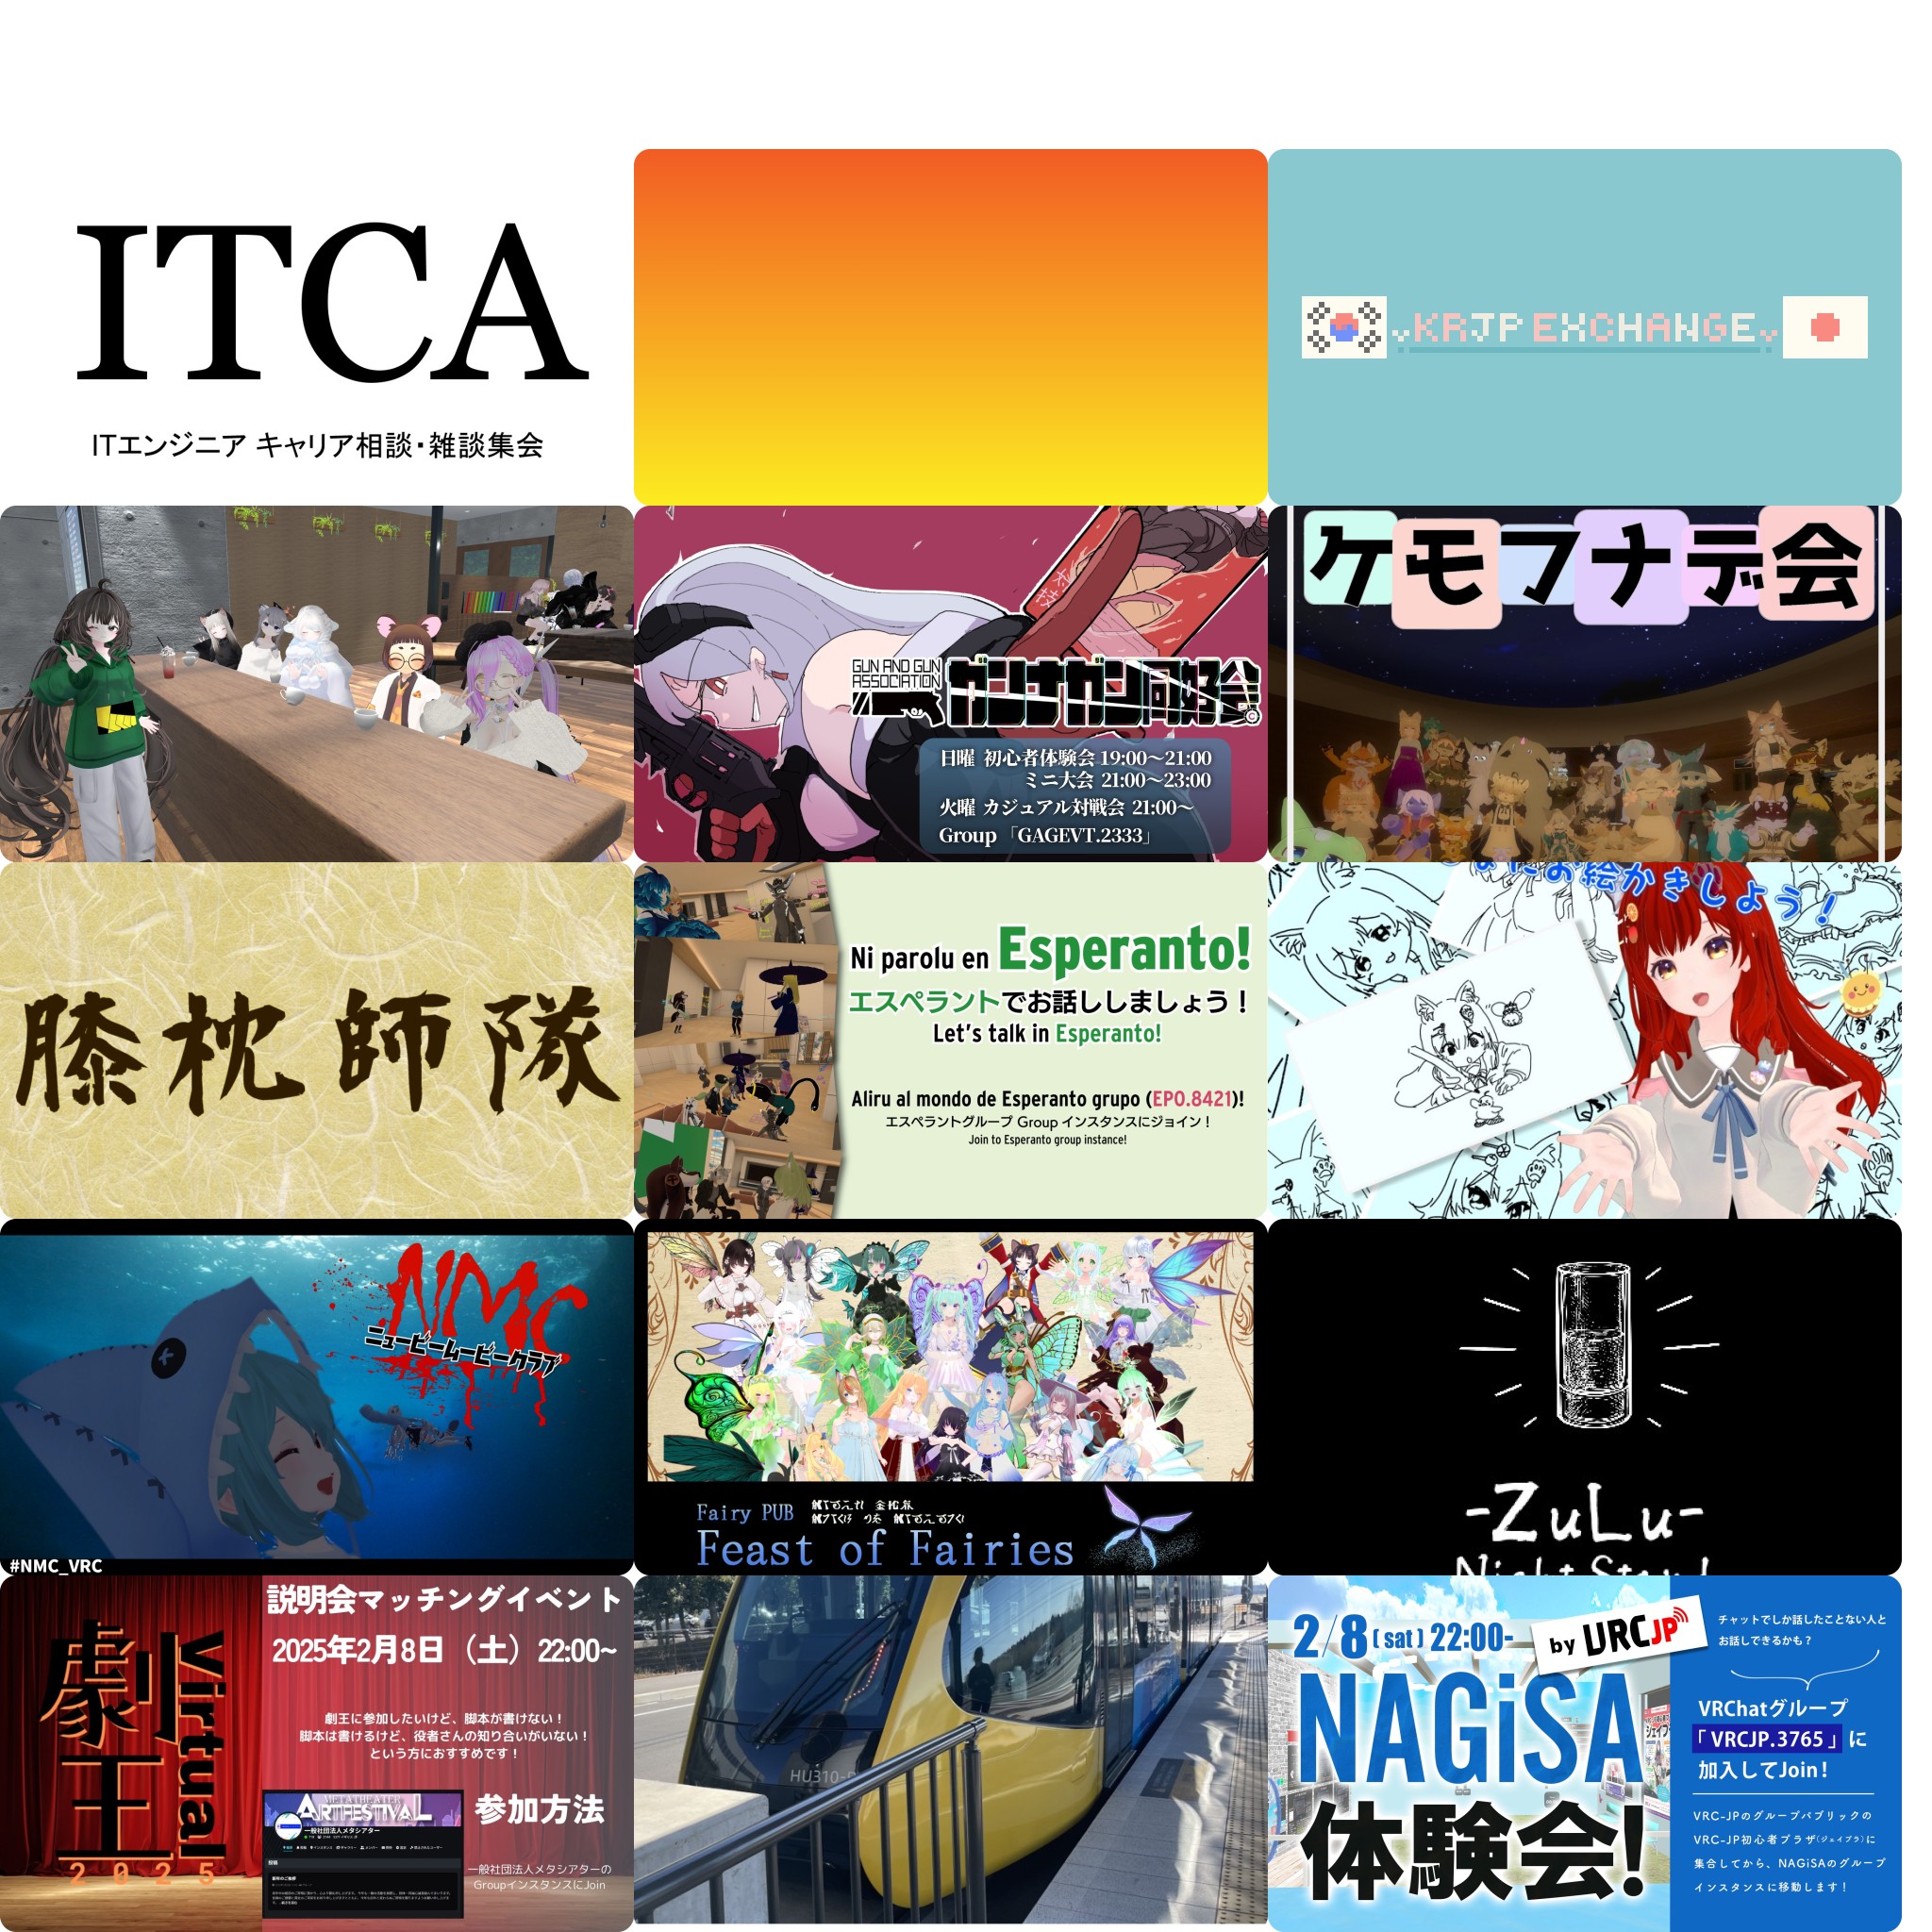 ITCA
ITエンジニア キャリア相談・雑談集会
KRJP EXCHANGE
GUN AND GUN
ASSOCIATION
ガンナガン同好会
日曜 初心者体験会 19:00～21:00
ミニ大会 21:00～23:00
火曜 カジュアル対戦会 21:00～
Group「GAGEVT.2333」
ケモフナデ会
膝枕師隊
Ni parolu en Esperanto!
エスペラントでお話ししましょう！
Let's talk in Esperanto!
Aliru al mondo de Esperanto grupo (EPO.8421)!
エスペラントグループ Group インスタンスにジョイン！
Join to Esperanto group instance!
お絵かきしよう！
NMC
ニュービームービークラブ
#NMC_VRC
Fairy PUB
Feast of Fairies
-ZuLu-
劇王
Virtual
2025
説明会マッチングイベント
2025年2月8日（土）22:00~
劇王に参加したいけど、脚本が書けない！
脚本は書けるけど、役者さんの知り合いがいない！
という方におすすめです！
METATHEATER
ARTFESTIVAL
一般社団法人メタシアター
参加方法
一般社団法人メタシアターの
GroupインスタンスにJoin
2/8 [sat] 22:00-
by VRCJP
NAGiSA
体験会!
チャットでしか話したことない人と
お話しできるかも？
VRChatグループ
「VRCJP.3765」に
加入してJoin！
VRC-JPのグループパブリックの
VRC-JP初心者プラザ(ジェイプラ)に
集合してから、NAGiSAのグループ
インスタンスに移動します！